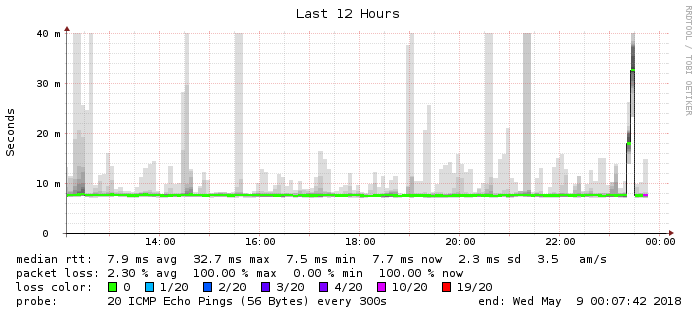 Last 12 Hours
RRDTOOL / TOBI OETIKER
Seconds
40 m
30 m
20 m
10 m
0
14:00 16:00 18:00 20:00 22:00 00:00
median rtt: 7.9 ms avg 32.7 ms max 7.5 ms min 7.7 ms now 2.3 ms sd 3.5 am/s
packet loss: 2.30 % avg 100.00 % max 0.00 % min 100.00 % now
loss color: 0 1/20 2/20 3/20 4/20 10/20 19/20
probe: 20 ICMP Echo Pings (56 Bytes) every 300s end: Wed May 9 00:07:42 2018